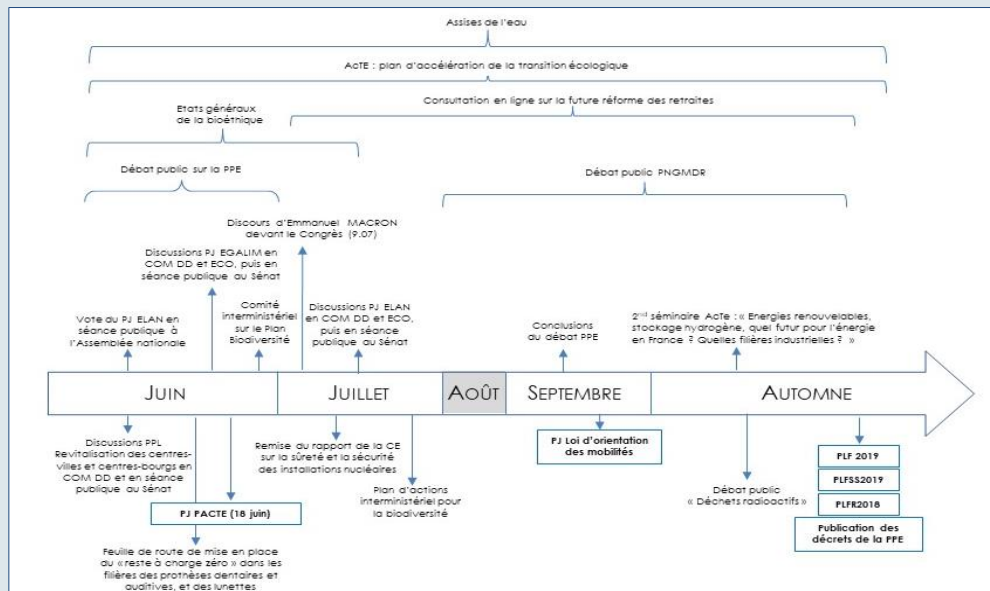 Assises de l'eau
AcTE : plan d'accélération de la transition écologique
Consultation en ligne sur la future réforme des retraites
Etats généraux
de la bioéthique
Débat public sur la PPE
Débat public PNGMDR
Discours d'Emmanuel MACRON
devant le Congrès (9.07)
Discussions PJ EGALIM en
COM DD et ECO, puis en
séance publique au Sénat
Vote du PJ ELAN en
séance publique à
l'Assemblée nationale
Comité
interministériel
sur le Plan
Biodiversité
Discussions PJ ELAN
en COM DD et ECO,
puis en séance
publique au Sénat
Conclusions
du débat PPE
2nd séminaire AcTe : « Energies renouvelables,
stockage hydrogène, quel futur pour l'énergie
en France ? Quelles filières industrielles ? »
JUIN
JUILLET
AOÛT
SEPTEMBRE
AUTOMNE
Discussions PPL
Revitalisation des centres-
villes et centres-bourgs en
COM DD et en séance
publique au Sénat
PJ PACTE (18 juin)
Feuille de route de mise en place
du « reste à charge zéro » dans les
filières des prothèses dentaires et
auditives, et des lunettes
Remise du rapport de la CE
sur la sûreté et la sécurité
des installations nucléaires
Plan d'actions
interministériel pour
la biodiversité
PJ Loi d'orientation
des mobilités
Débat public
« Déchets radioactifs »
PLF 2019
PLFSS2019
PLFR2018
Publication des
décrets de la PPE